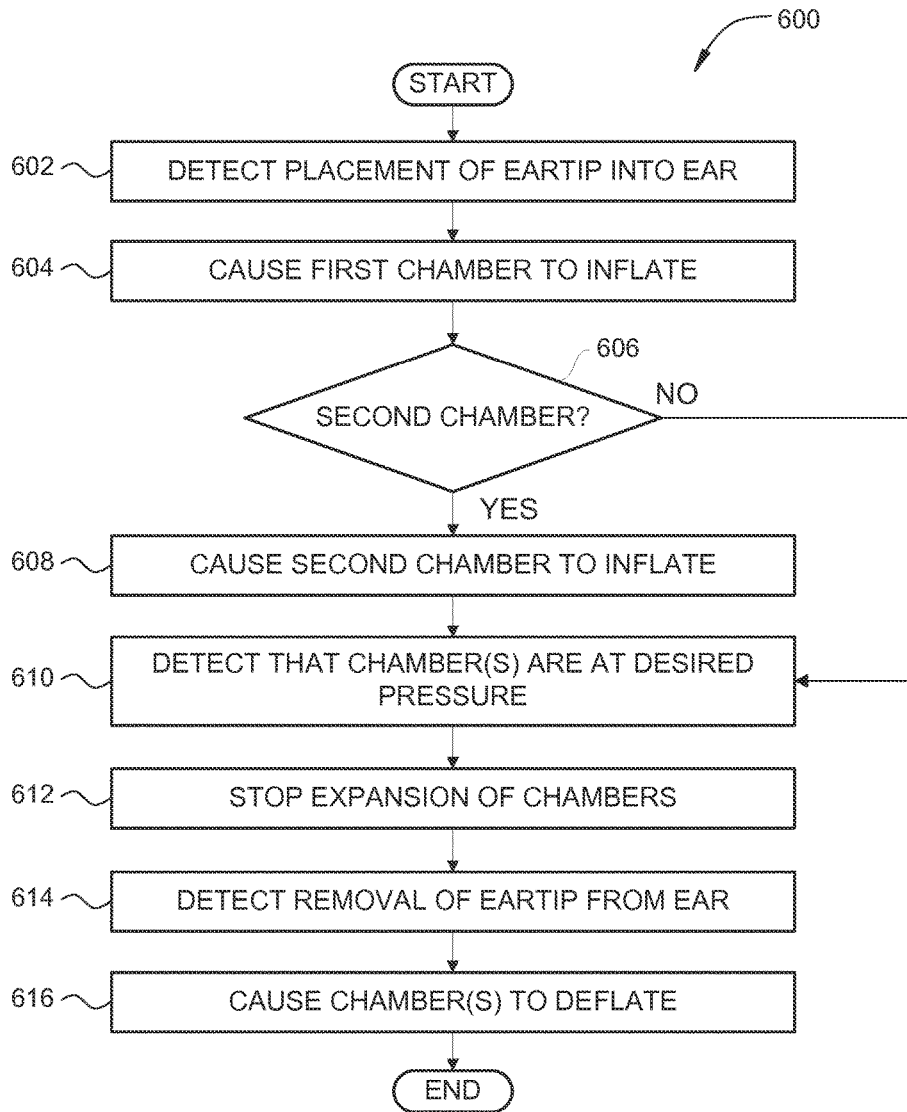 600
START
602 DETECT PLACEMENT OF EARTIP INTO EAR
604 CAUSE FIRST CHAMBER TO INFLATE
606
SECOND CHAMBER?
NO
YES
608 CAUSE SECOND CHAMBER TO INFLATE
610 DETECT THAT CHAMBER(S) ARE AT DESIRED
PRESSURE
612 STOP EXPANSION OF CHAMBERS
614 DETECT REMOVAL OF EARTIP FROM EAR
616 CAUSE CHAMBER(S) TO DEFLATE
END